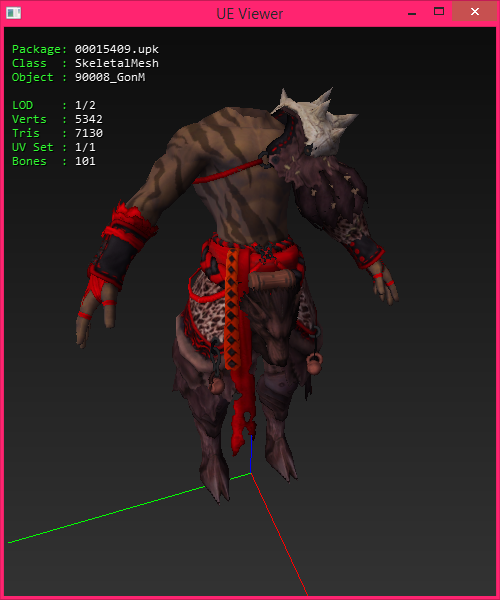 UE Viewer
Package: 00015409.upk
Class : SkeletalMesh
Object : 90008_GonM
LOD : 1/2
Verts : 5342
Tris : 7130
UV Set : 1/1
Bones : 101